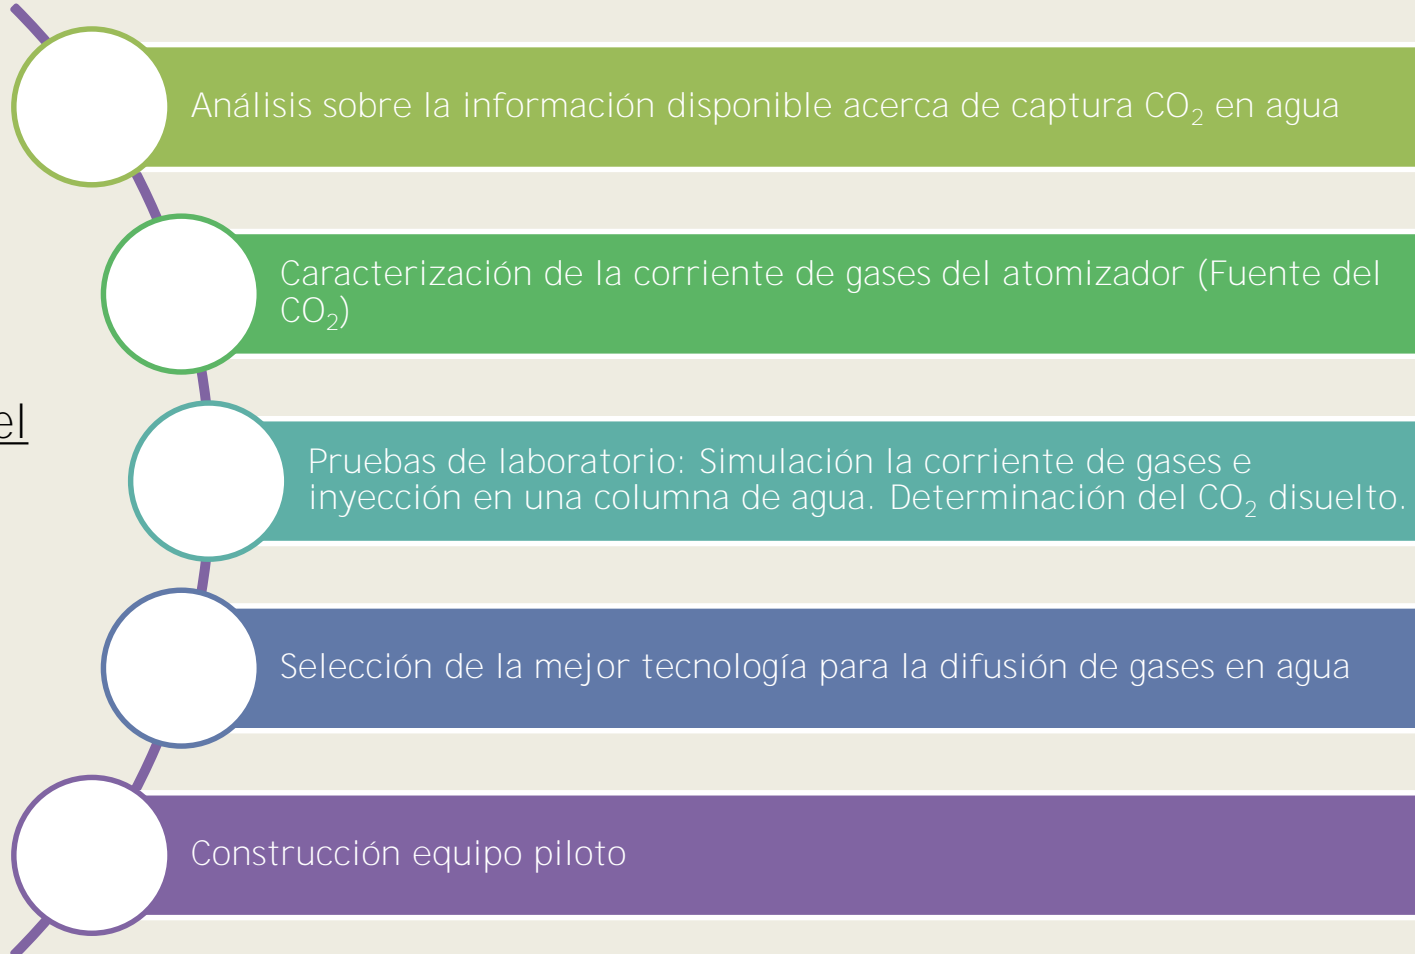 Análisis sobre la información disponible acerca de captura CO₂ en agua
Caracterización de la corriente de gases del atomizador (Fuente del
CO₂)
el
Pruebas de laboratorio: Simulación la corriente de gases e
inyección en una columna de agua. Determinación del CO₂ disuelto.
Selección de la mejor tecnología para la difusión de gases en agua
Construcción equipo piloto